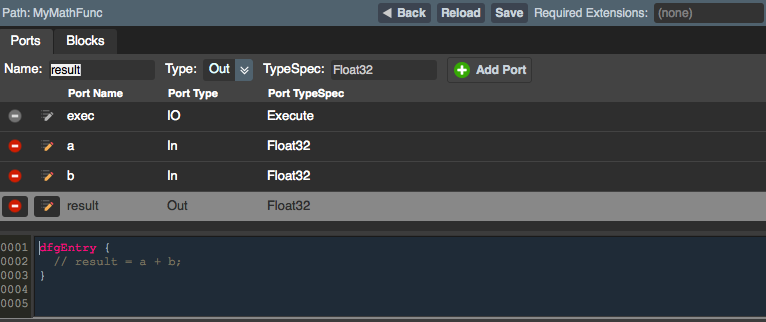 Path: MyMathFunc Back Reload Save Required Extensions: (none)
Ports Blocks
Name: result Type: Out TypeSpec: Float32 Add Port
Port Name Port Type Port TypeSpec
exec IO Execute
a In Float32
b In Float32
result Out Float32
0001 dfgEntry {
0002 // result = a + b;
0003 }
0004
0005